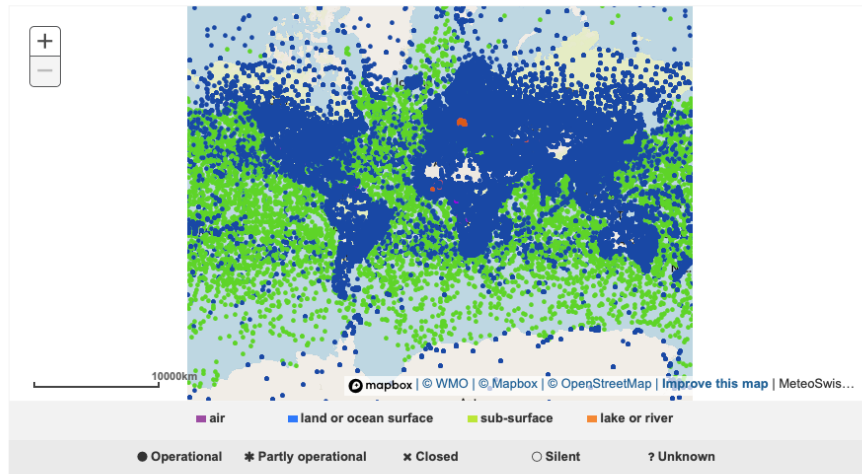 +
−
10000km
mapbox | © WMO | © Mapbox | © OpenStreetMap | Improve this map | MeteoSwis…
air land or ocean surface sub-surface lake or river
Operational Partly operational Closed Silent ? Unknown